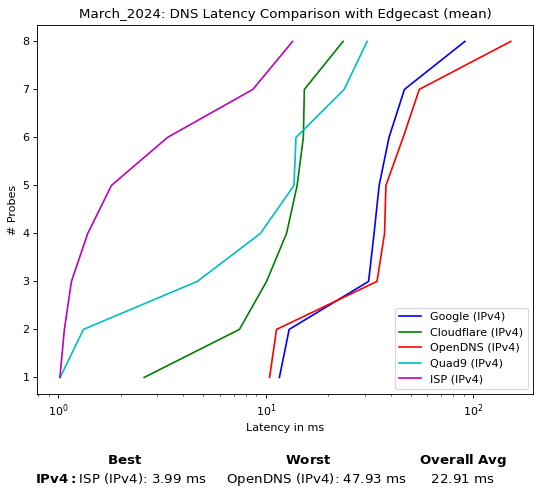 March_2024: DNS Latency Comparison with Edgecast (mean)
# Probes
8
7
6
5
4
3
2
1
10⁰ 10¹ 10²
Latency in ms
Google (IPv4)
Cloudflare (IPv4)
OpenDNS (IPv4)
Quad9 (IPv4)
ISP (IPv4)
Best Worst Overall Avg
IPv4: ISP (IPv4): 3.99 ms OpenDNS (IPv4): 47.93 ms 22.91 ms